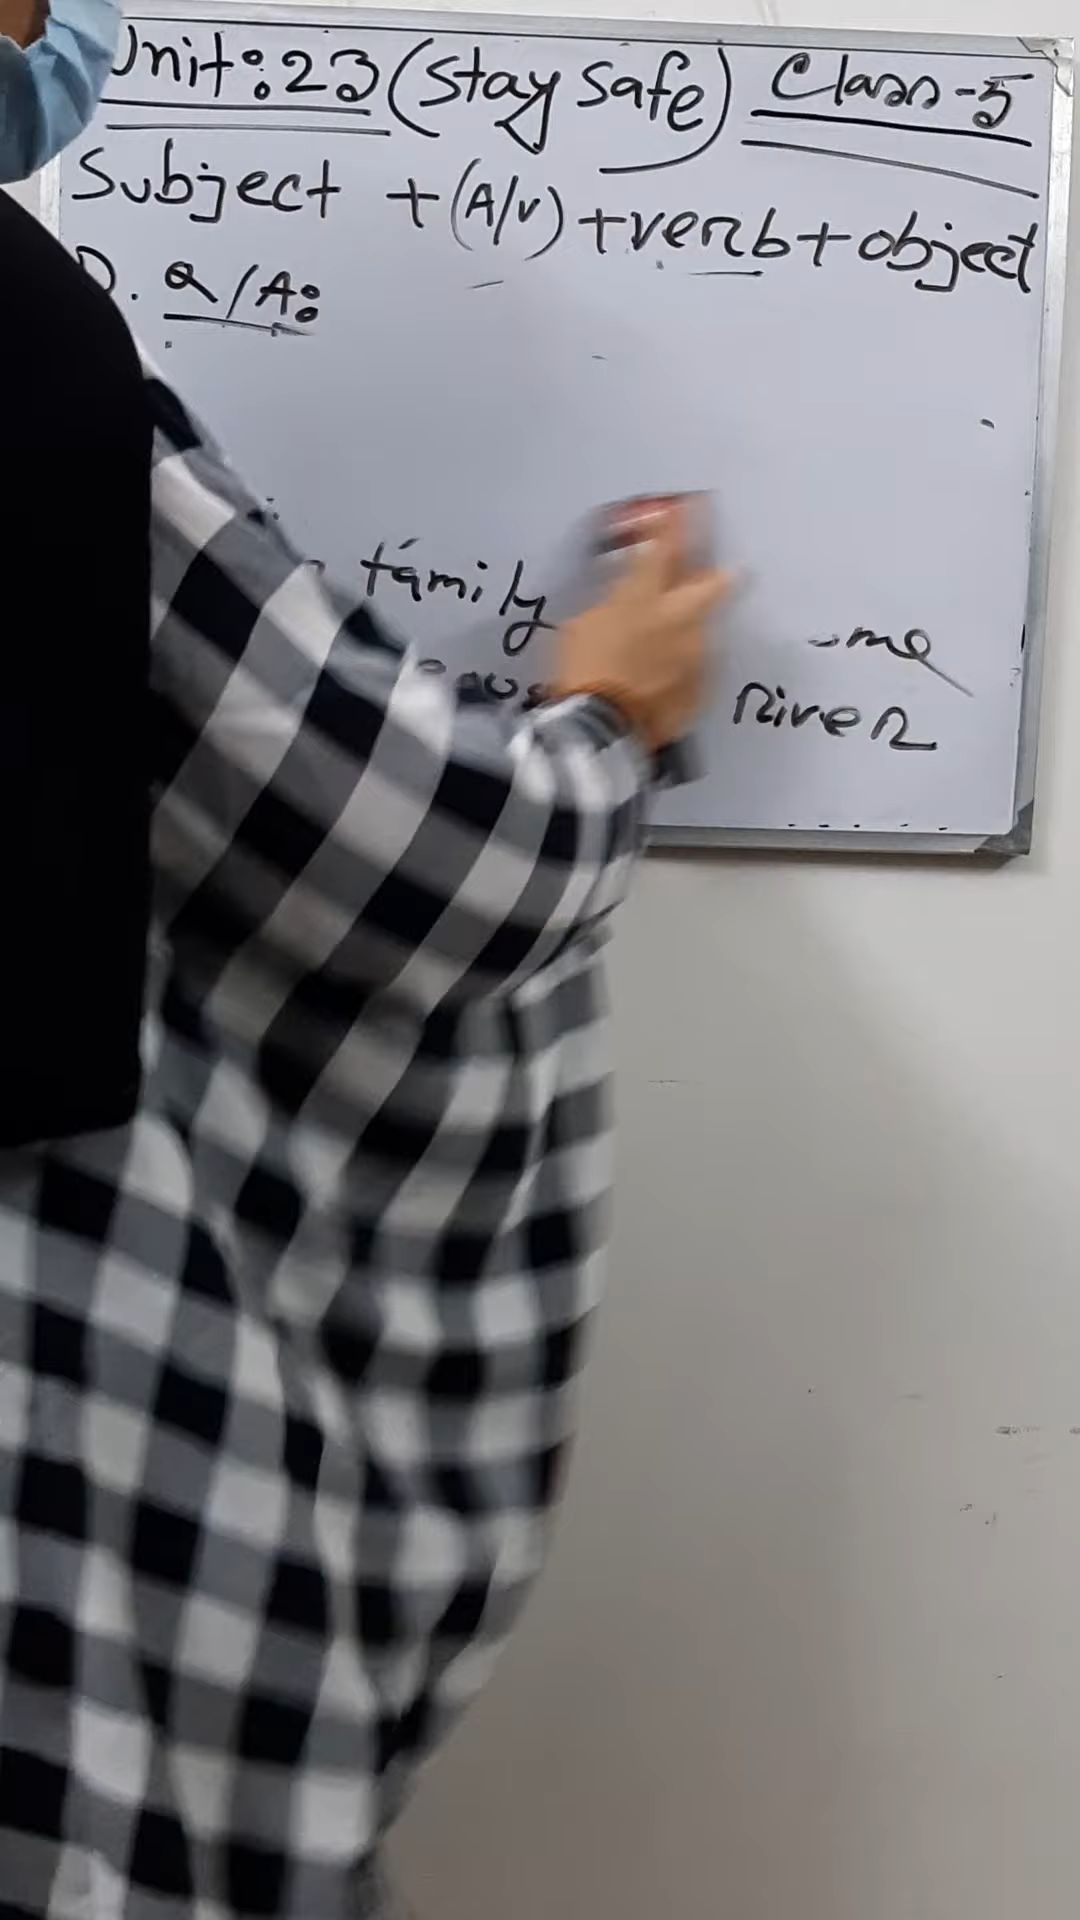 Unit:23 (Stay Safe) Class-5
Subject + (A/V) + verb + object
D. Q/A:
family
River